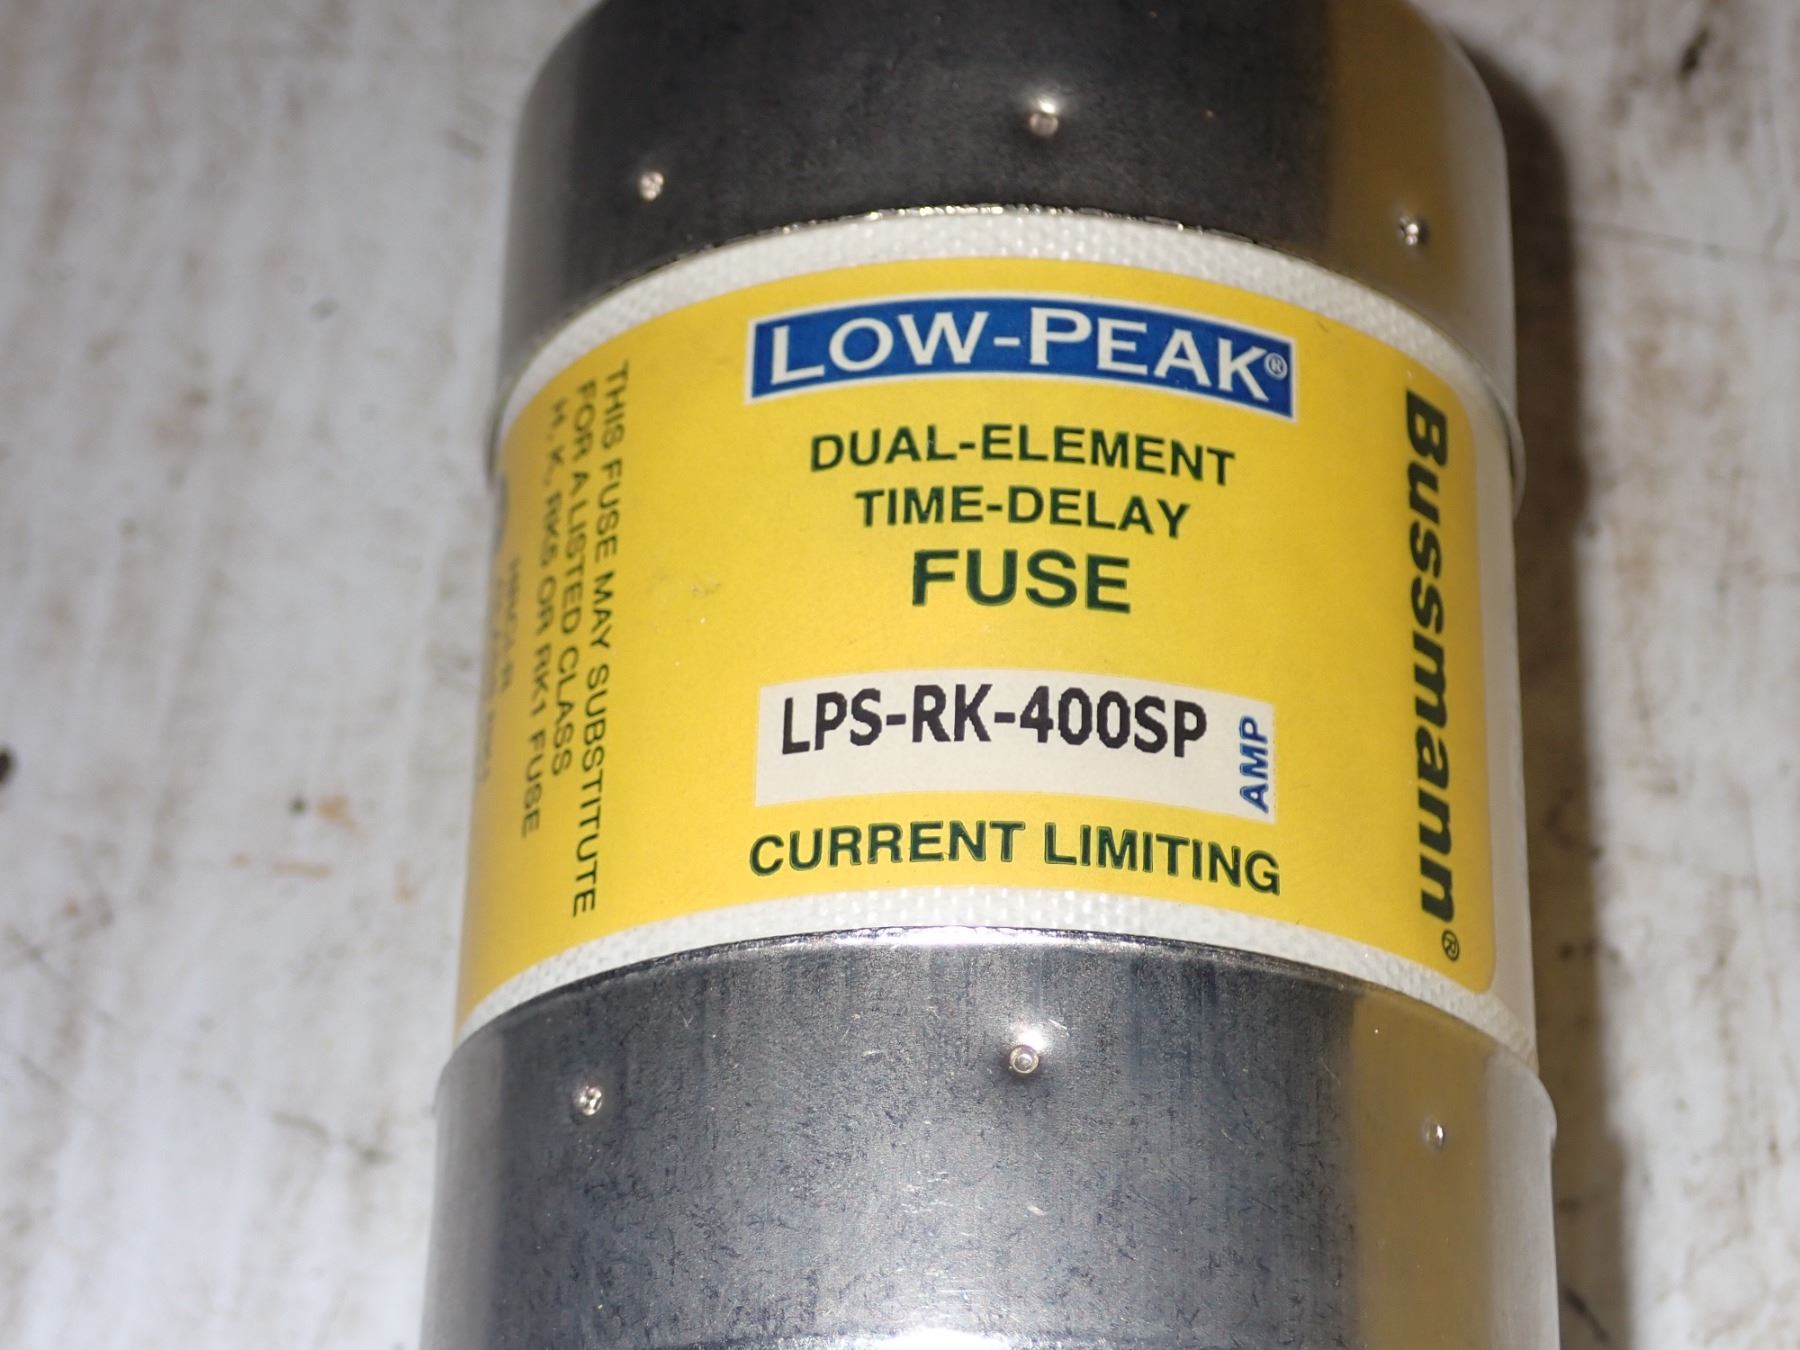 LOW-PEAK®
DUAL-ELEMENT
TIME-DELAY
FUSE
LPS-RK-400SP
AMP
CURRENT LIMITING
Bussmann®
THIS FUSE MAY SUBSTITUTE
FOR A LISTED CLASS
H, K, RK5 OR RK1 FUSE